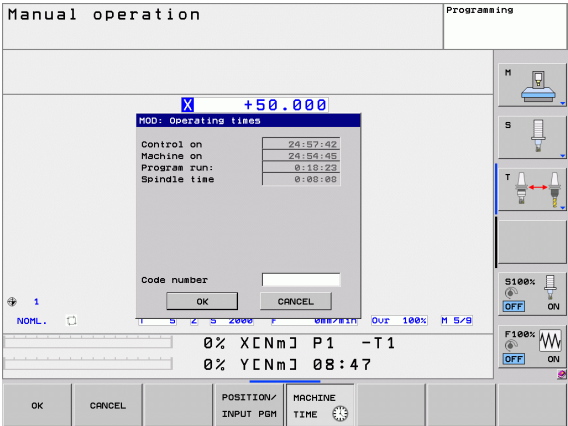 Manual operation
Programming
X +50.000
MOD: Operating times
Control on 24:57:42
Machine on 24:54:45
Program run: 0:18:23
Spindle time 0:08:08
Code number
OK CANCEL
1
NOML. T 5 Z S 2000 F 0mm/min Ovr 100% M 5/9
0% X[Nm] P1 -T1
0% Y[Nm] 08:47
M
S
T
S100%
OFF ON
F100%
OFF ON
OK
CANCEL
POSITION/
INPUT PGM
MACHINE
TIME